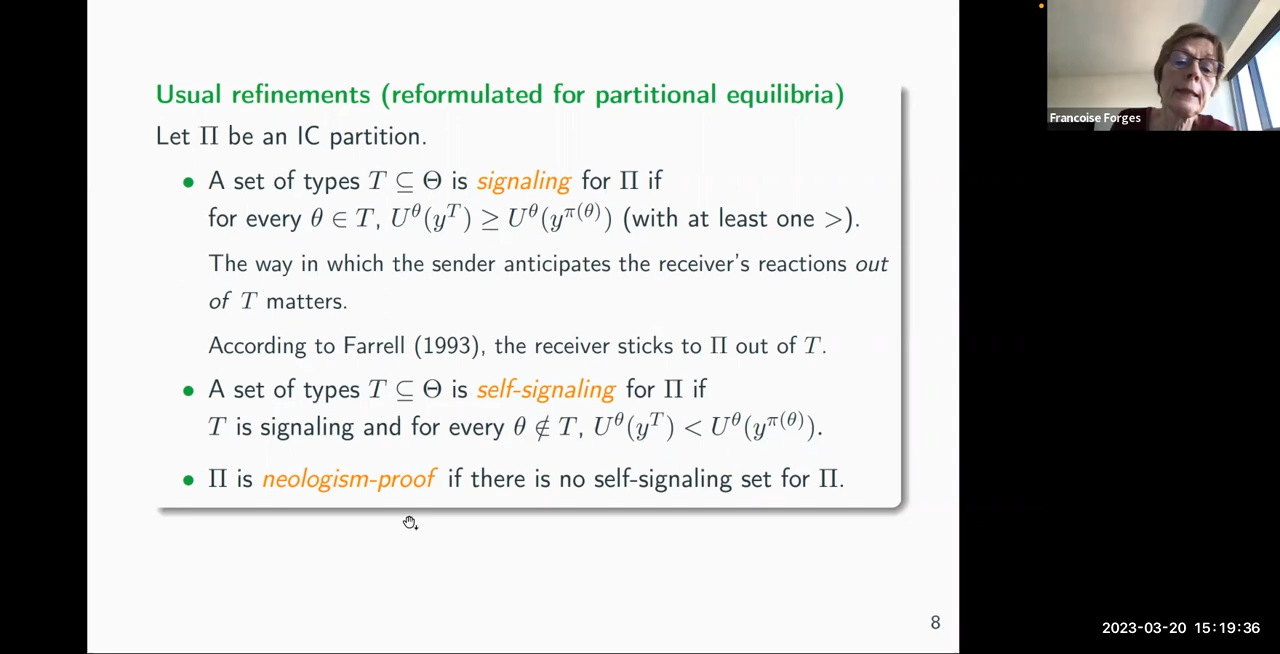 Usual refinements (reformulated for partitional equilibria)
Let Π be an IC partition.
• A set of types T ⊆ Θ is signaling for Π if
for every θ ∈ T, U^θ(y^T) ≥ U^θ(y^{π(θ)}) (with at least one >).
The way in which the sender anticipates the receiver's reactions out
of T matters.
According to Farrell (1993), the receiver sticks to Π out of T.
• A set of types T ⊆ Θ is self-signaling for Π if
T is signaling and for every θ ∉ T, U^θ(y^T) < U^θ(y^{π(θ)}).
• Π is neologism-proof if there is no self-signaling set for Π.
8
Francoise Forges
2023-03-20 15:19:36